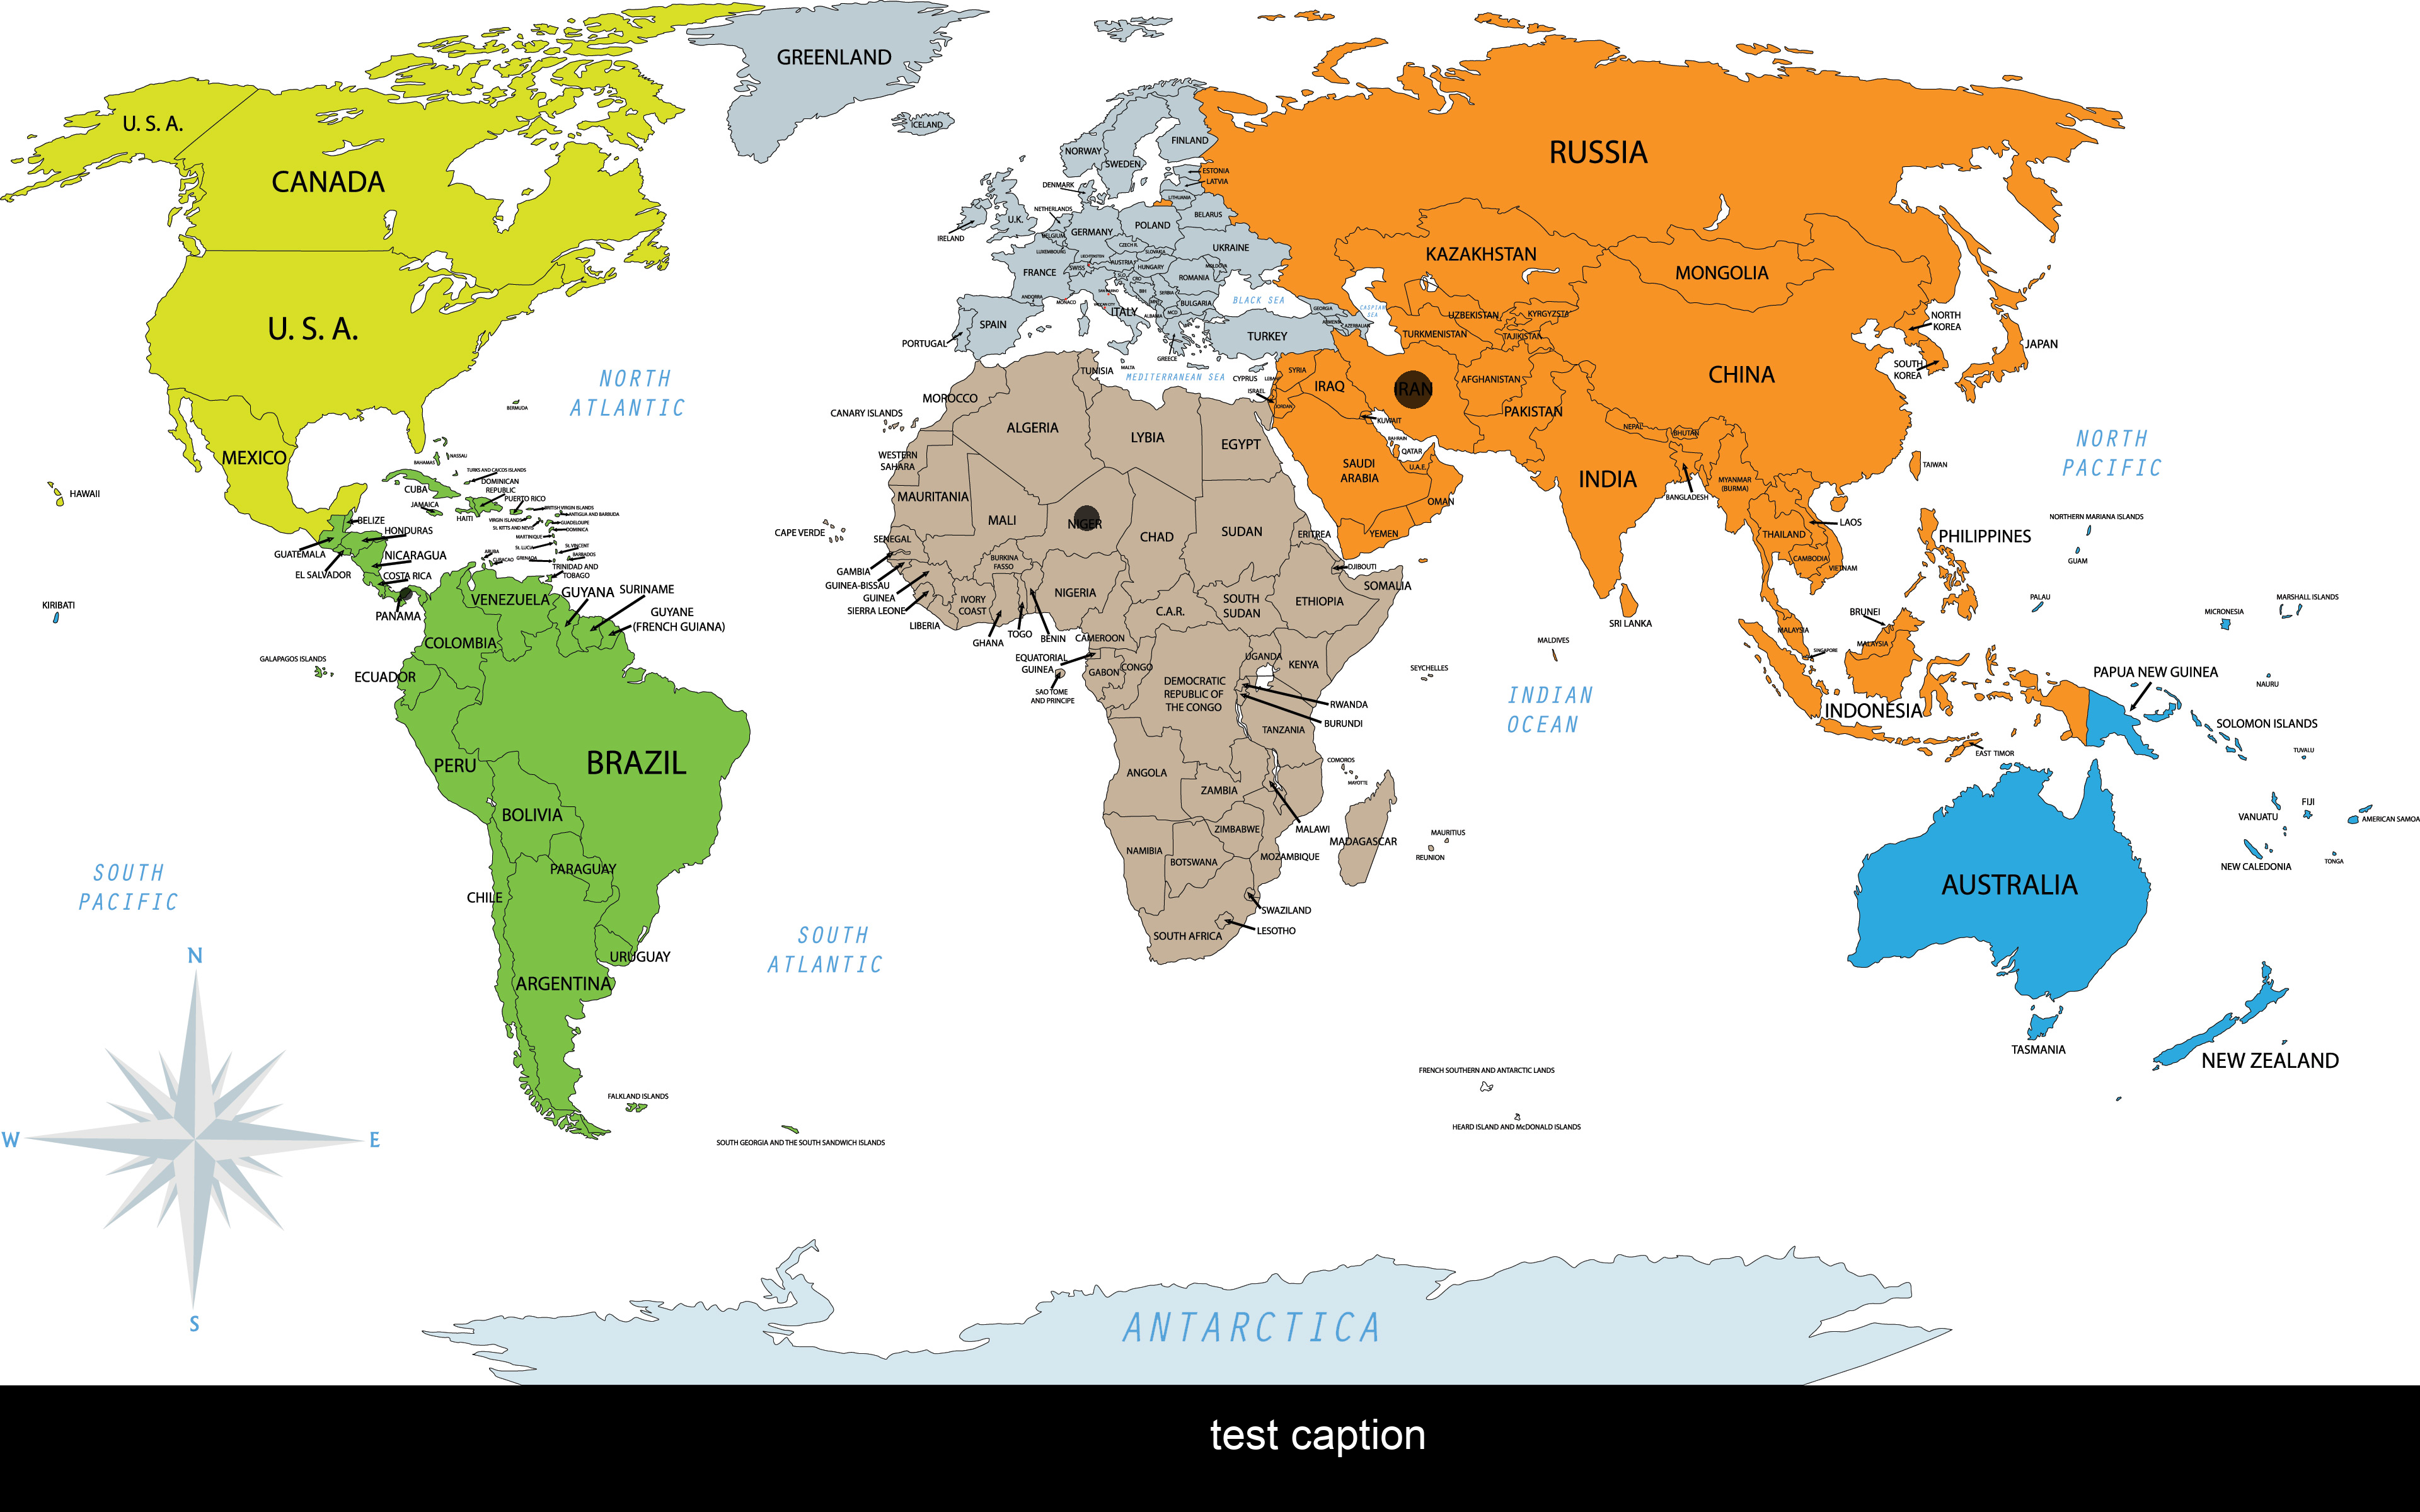 GREENLAND
U. S. A.
ICELAND
CANADA
RUSSIA
NORWAY
SWEDEN
FINLAND
ESTONIA
LATVIA
LITHUANIA
DENMARK
NETHERLANDS
U.K.
IRELAND
BELGIUM
LUXEMBOURG
GERMANY
POLAND
BELARUS
UKRAINE
CZECH R.
SLOVAKIA
LIECHTENSTEIN
FRANCE
SWISS
AUSTRIA
HUNGARY
MOLDOVA
ROMANIA
KAZAKHSTAN
MONGOLIA
U. S. A.
SLO
CRO
BIH
SERBIA
SAN MARINO
ANDORRA
MONACO
VATICAN CITY
ITALY
MNE
BULGARIA
ALBANIA
MCD
SPAIN
PORTUGAL
GREECE
BLACK SEA
TURKEY
GEORGIA
ARMENIA
AZERBAIJAN
CASPIAN
SEA
UZBEKISTAN
KYRGYZSTA
TURKMENISTAN
TAJIKISTAN
NORTH
KOREA
SOUTH
KOREA
JAPAN
CHINA
NORTH
ATLANTIC
BERMUDA
TUNISIA
MALTA
MEDITERRANEAN SEA
CYPRUS
SYRIA
ISRAEL
JORDAN
IRAQ
IRAN
AFGHANISTAN
PAKISTAN
KUWAIT
BAHRAIN
QATAR
U.A.E.
NEPAL
BHUTAN
MOROCCO
CANARY ISLANDS
ALGERIA
LYBIA
EGYPT
WESTERN
SAHARA
SAUDI
ARABIA
OMAN
YEMEN
INDIA
BANGLADESH
MYANMAR
(BURMA)
TAIWAN
NORTH
PACIFIC
MEXICO
HAWAII
BAHAMAS
NASSAU
TURKS AND CAICOS ISLANDS
CUBA
DOMINICAN
REPUBLIC
PUERTO RICO
JAMAICA
HAITI
BRITISH VIRGIN ISLANDS
VIRGIN ISLANDS
ANTIGUA AND BARBUDA
ST. KITTS AND NEVIS
GUADELOUPE
DOMINICA
MARTINIQUE
ST. LUCIA
ST. VINCENT
BARBADOS
ARUBA
CURACAO
GRENADA
TRINIDAD AND
TOBAGO
BELIZE
HONDURAS
GUATEMALA
NICARAGUA
EL SALVADOR
COSTA RICA
PANAMA
KIRIBATI
CAPE VERDE
MAURITANIA
MALI
NIGER
CHAD
SUDAN
ERITREA
SENEGAL
GAMBIA
GUINEA-BISSAU
GUINEA
SIERRA LEONE
LIBERIA
BURKINA
FASSO
IVORY
COAST
GHANA
TOGO
BENIN
NIGERIA
C.A.R.
SOUTH
SUDAN
DJIBOUTI
SOMALIA
ETHIOPIA
LAOS
THAILAND
CAMBODIA
VIETNAM
PHILIPPINES
NORTHERN MARIANA ISLANDS
GUAM
PALAU
MICRONESIA
MARSHALL ISLANDS
SRI LANKA
MALDIVES
BRUNEI
MALAYSIA
MALAYSIA
SINGAPORE
VENEZUELA
GUYANA
SURINAME
GUYANE
(FRENCH GUIANA)
COLOMBIA
GALAPAGOS ISLANDS
ECUADOR
CAMEROON
EQUATORIAL
GUINEA
SAO TOME
AND PRINCIPE
GABON
CONGO
DEMOCRATIC
REPUBLIC OF
THE CONGO
UGANDA
KENYA
RWANDA
BURUNDI
TANZANIA
SEYCHELLES
INDIAN
OCEAN
INDONESIA
EAST TIMOR
PAPUA NEW GUINEA
NAURU
SOLOMON ISLANDS
TUVALU
PERU
BRAZIL
BOLIVIA
PARAGUAY
CHILE
ARGENTINA
URUGUAY
ANGOLA
ZAMBIA
COMOROS
MAYOTTE
MALAWI
ZIMBABWE
MOZAMBIQUE
MADAGASCAR
MAURITIUS
REUNION
NAMIBIA
BOTSWANA
SWAZILAND
LESOTHO
SOUTH AFRICA
AUSTRALIA
VANUATU
FIJI
AMERICAN SAMOA
NEW CALEDONIA
TONGA
SOUTH
PACIFIC
SOUTH
ATLANTIC
TASMANIA
NEW ZEALAND
FALKLAND ISLANDS
SOUTH GEORGIA AND THE SOUTH SANDWICH ISLANDS
FRENCH SOUTHERN AND ANTARCTIC LANDS
HEARD ISLAND AND McDONALD ISLANDS
N
W
E
S
ANTARCTICA
test caption